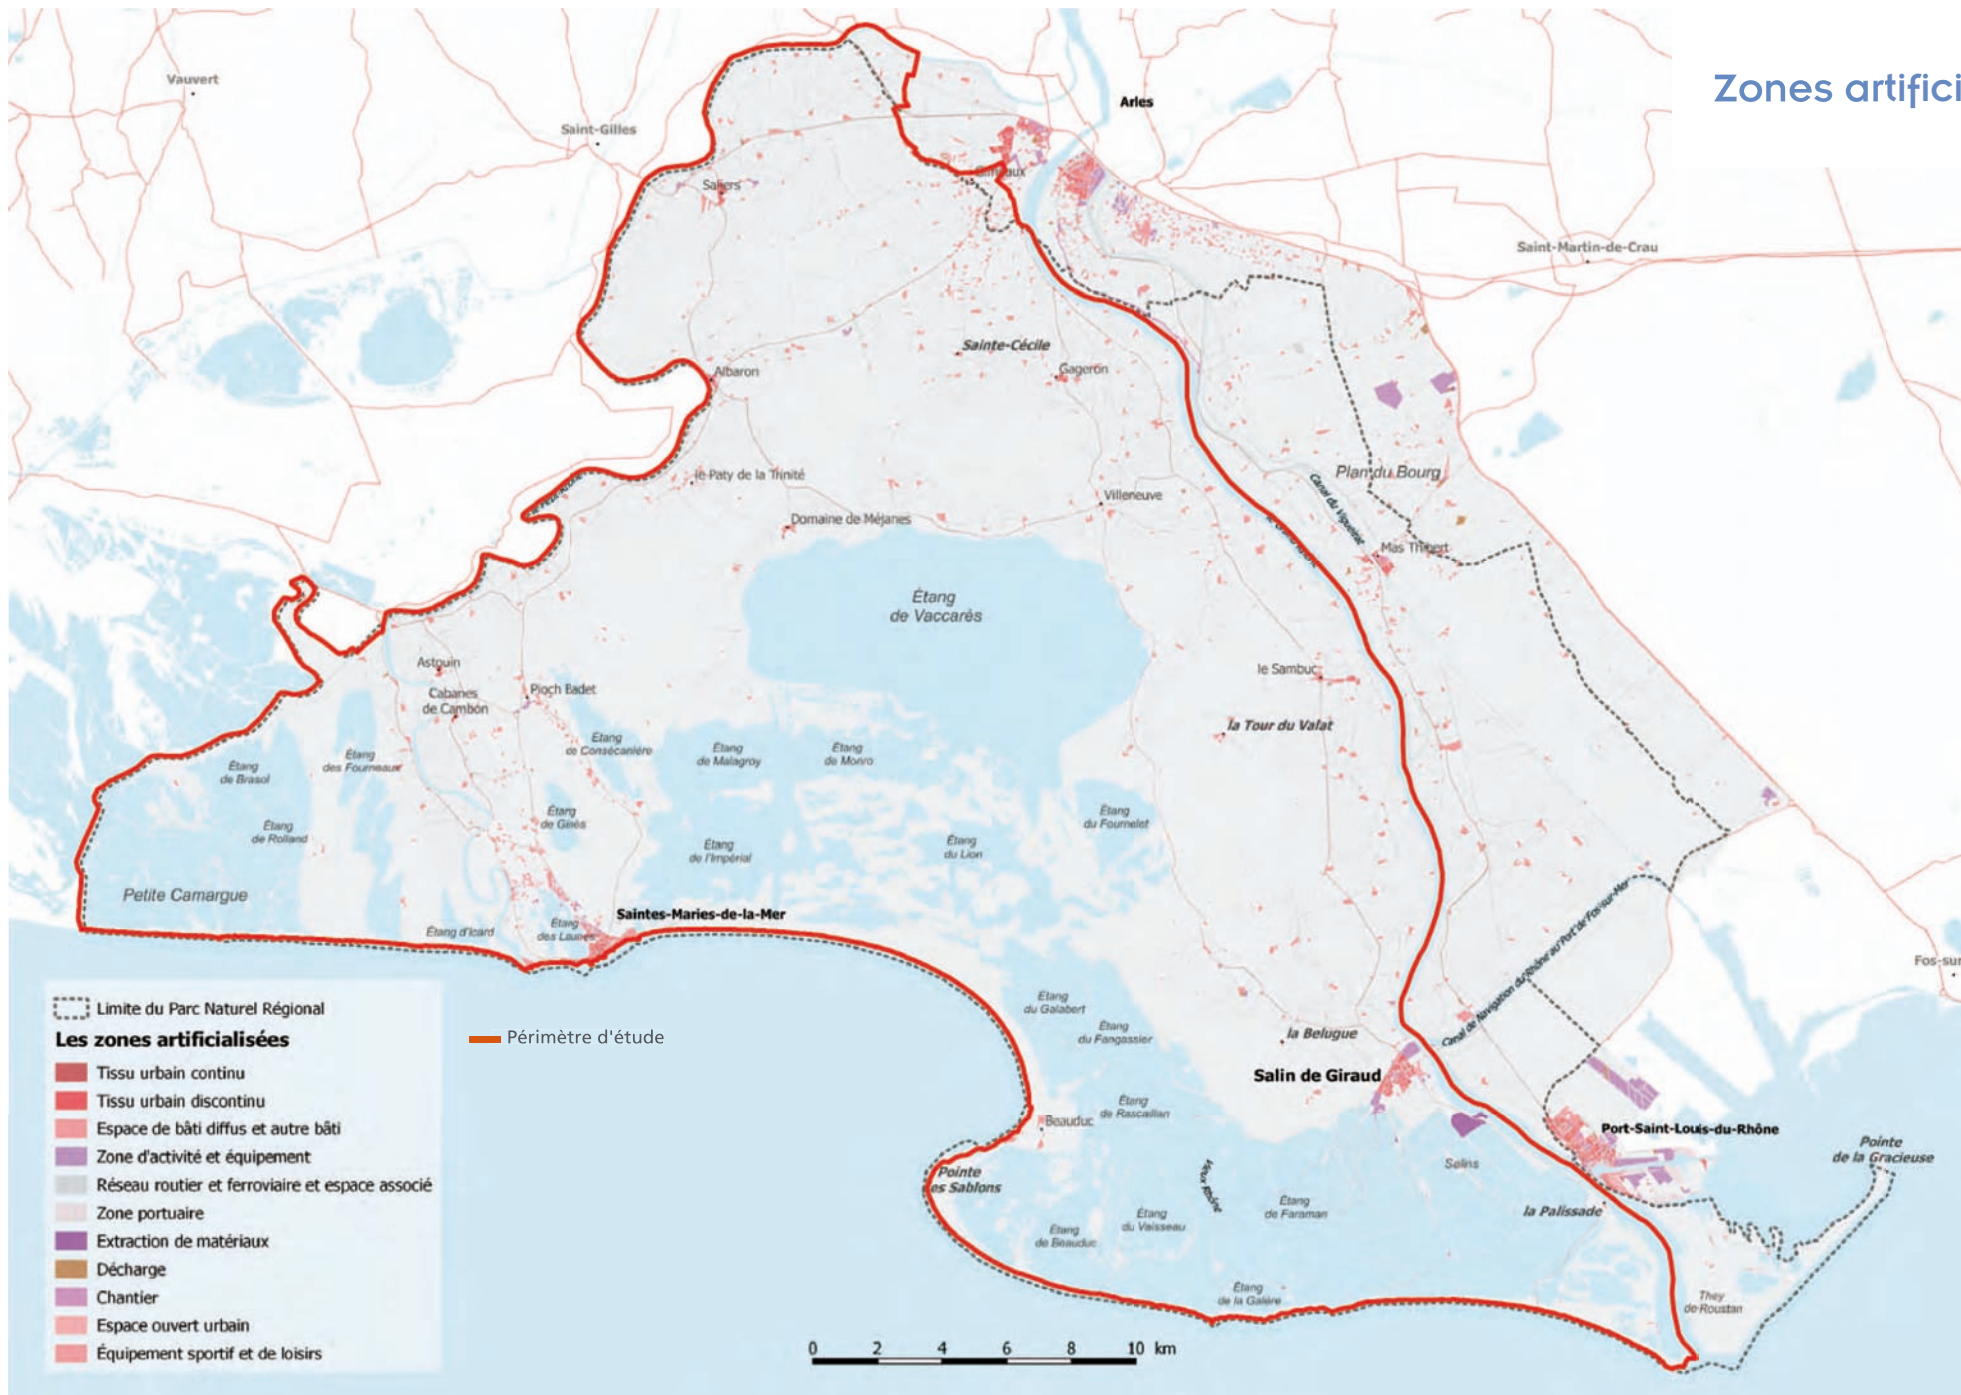 Zones artifici
Vauvert
Saint-Gilles
Arles
Saliers
Saint-Martin-de-Crau
Sainte-Cécile
Albaron
Gageron
le Paty de la Trinité
Plan du Bourg
Villeneuve
Canal du Vigueirat
Domaine de Méjanes
Mas Thibert
Étang
de Vaccarès
Astouin
le Sambuc
Cabanes
de Cambon
Pioch Badet
la Tour du Valat
Étang
de Consécanière
Étang
de Malagroy
Étang
de Monro
Étang
des Fourneaux
Étang
de Brasol
Étang
de Ginès
Étang
du Fournelet
Étang
de Rolland
Étang
de l'Impérial
Étang
du Lion
Petite Camargue
Saintes-Maries-de-la-Mer
Étang d'Icard
Étang
des Launes
Canal de Navigation du Rhône au Port de Fos-sur-Mer
Fos-sur
Étang
du Galabert
Étang
du Fangassier
la Belugue
Salin de Giraud
Étang
de Rascaillan
Beauduc
Port-Saint-Louis-du-Rhône
Pointe
de la Gracieuse
Salins
Pointe
es Sablons
Vieux Rhône
Étang
de Faraman
la Palissade
Étang
du Vaisseau
Étang
de Beauduc
Étang
de la Galère
They
de Roustan
Limite du Parc Naturel Régional
Les zones artificialisées
Tissu urbain continu
Tissu urbain discontinu
Espace de bâti diffus et autre bâti
Zone d'activité et équipement
Réseau routier et ferroviaire et espace associé
Zone portuaire
Extraction de matériaux
Décharge
Chantier
Espace ouvert urbain
Équipement sportif et de loisirs
Périmètre d'étude
0 2 4 6 8 10 km